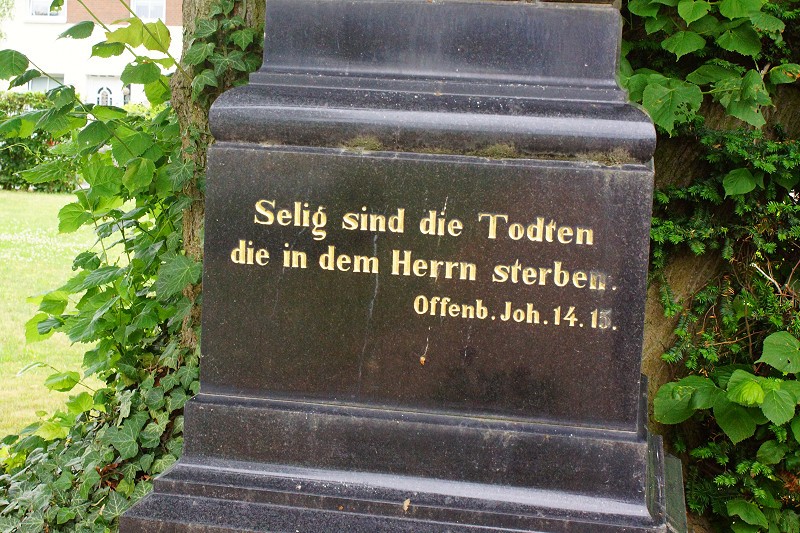 Selig sind die Todten
die in dem Herrn sterben.
Offenb. Joh. 14. 13.